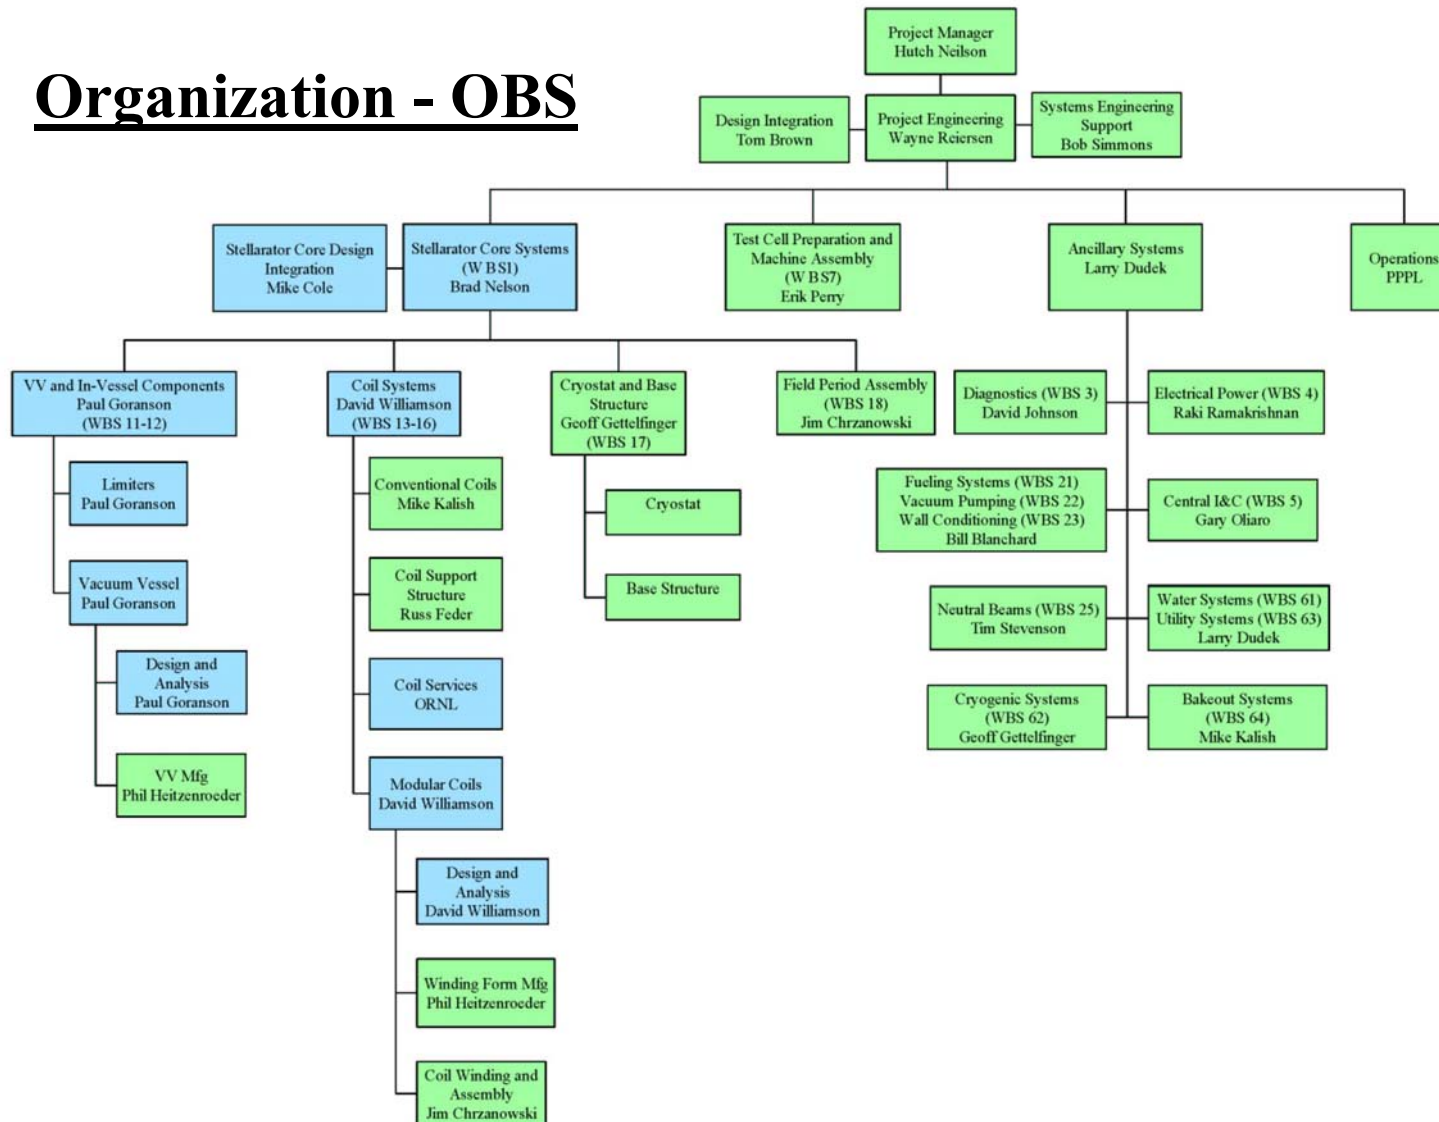 Organization - OBS
Project Manager
Hutch Neilson
Design Integration
Tom Brown
Project Engineering
Wayne Reiersen
Systems Engineering
Support
Bob Simmons
Stellarator Core Design
Integration
Mike Cole
Stellarator Core Systems
(W BS1)
Brad Nelson
Test Cell Preparation and
Machine Assembly
(W BS7)
Erik Perry
Ancillary Systems
Larry Dudek
Operations
PPPL
VV and In-Vessel Components
Paul Goranson
(WBS 11-12)
Coil Systems
David Williamson
(WBS 13-16)
Cryostat and Base
Structure
Geoff Gettelfinger
(WBS 17)
Field Period Assembly
(WBS 18)
Jim Chrzanowski
Diagnostics (WBS 3)
David Johnson
Electrical Power (WBS 4)
Raki Ramakrishnan
Limiters
Paul Goranson
Conventional Coils
Mike Kalish
Cryostat
Fueling Systems (WBS 21)
Vacuum Pumping (WBS 22)
Wall Conditioning (WBS 23)
Bill Blanchard
Central I&C (WBS 5)
Gary Oliaro
Vacuum Vessel
Paul Goranson
Coil Support
Structure
Russ Feder
Base Structure
Neutral Beams (WBS 25)
Tim Stevenson
Water Systems (WBS 61)
Utility Systems (WBS 63)
Larry Dudek
Design and
Analysis
Paul Goranson
Coil Services
ORNL
Cryogenic Systems
(WBS 62)
Geoff Gettelfinger
Bakeout Systems
(WBS 64)
Mike Kalish
VV Mfg
Phil Heitzenroeder
Modular Coils
David Williamson
Design and
Analysis
David Williamson
Winding Form Mfg
Phil Heitzenroeder
Coil Winding and
Assembly
Jim Chrzanowski